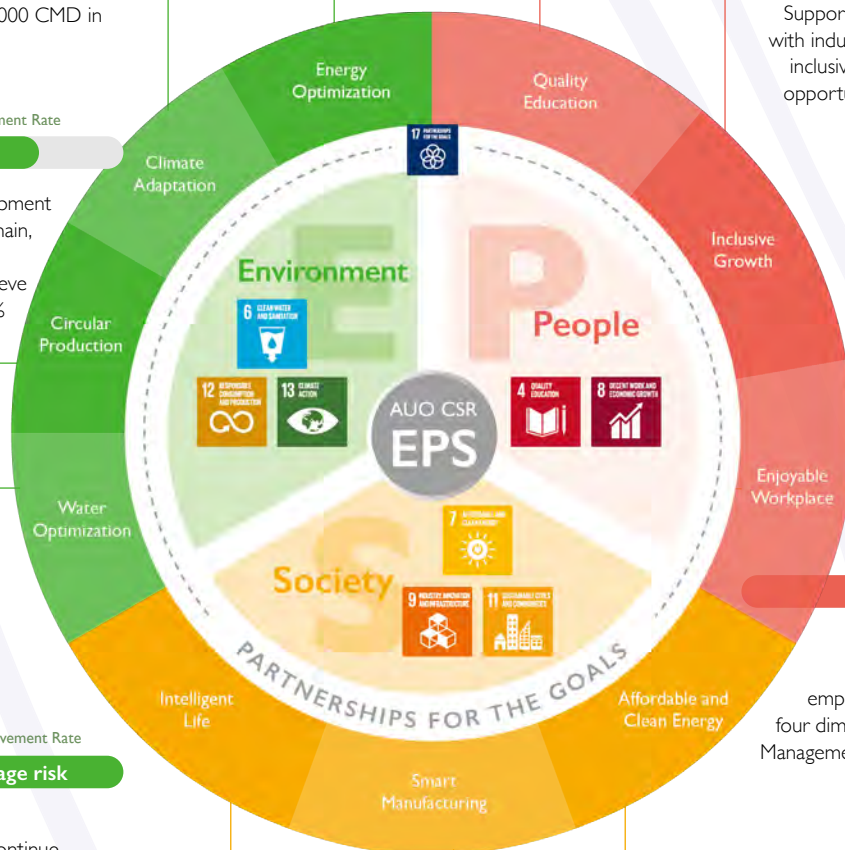 000 CMD in
ment Rate
opment
hain,
eve
%
vement Rate
age risk
ontinue
Suppor
with indu
inclusiv
opportu
emp
four dim
Manageme
Energy
Optimization
Quality
Education
Climate
Adaptation
Inclusive
Growth
Circular
Production
Enjoyable
Workplace
Water
Optimization
Intelligent
Life
Smart
Manufacturing
Affordable and
Clean Energy
17 PARTNERSHIPS
FOR THE GOALS
E
Environment
6 CLEAN WATER
AND SANITATION
12 RESPONSIBLE
CONSUMPTION
AND PRODUCTION
13 CLIMATE
ACTION
P
People
4 QUALITY
EDUCATION
8 DECENT WORK AND
ECONOMIC GROWTH
AUO CSR
EPS
S
Society
7 AFFORDABLE AND
CLEAN ENERGY
9 INDUSTRY, INNOVATION
AND INFRASTRUCTURE
11 SUSTAINABLE CITIES
AND COMMUNITIES
PARTNERSHIPS FOR THE GOALS